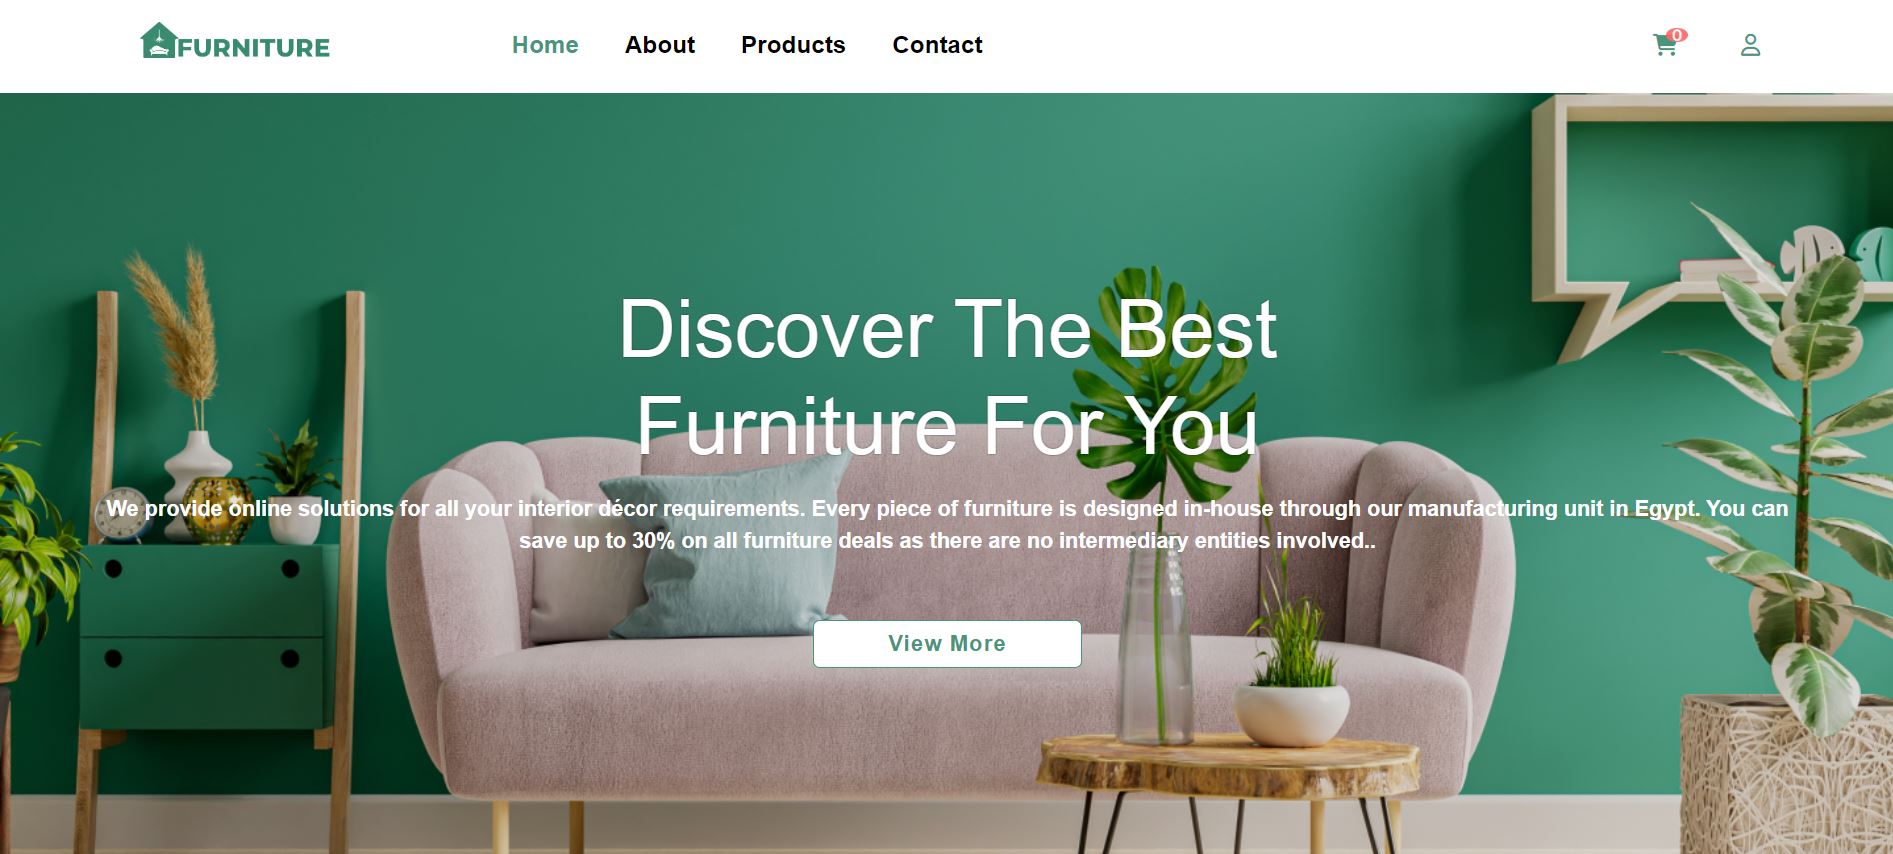 FURNITURE
Home About Products Contact
0
Discover The Best
Furniture For You
We provide online solutions for all your interior décor requirements. Every piece of furniture is designed in-house through our manufacturing unit in Egypt. You can
save up to 30% on all furniture deals as there are no intermediary entities involved..
View More